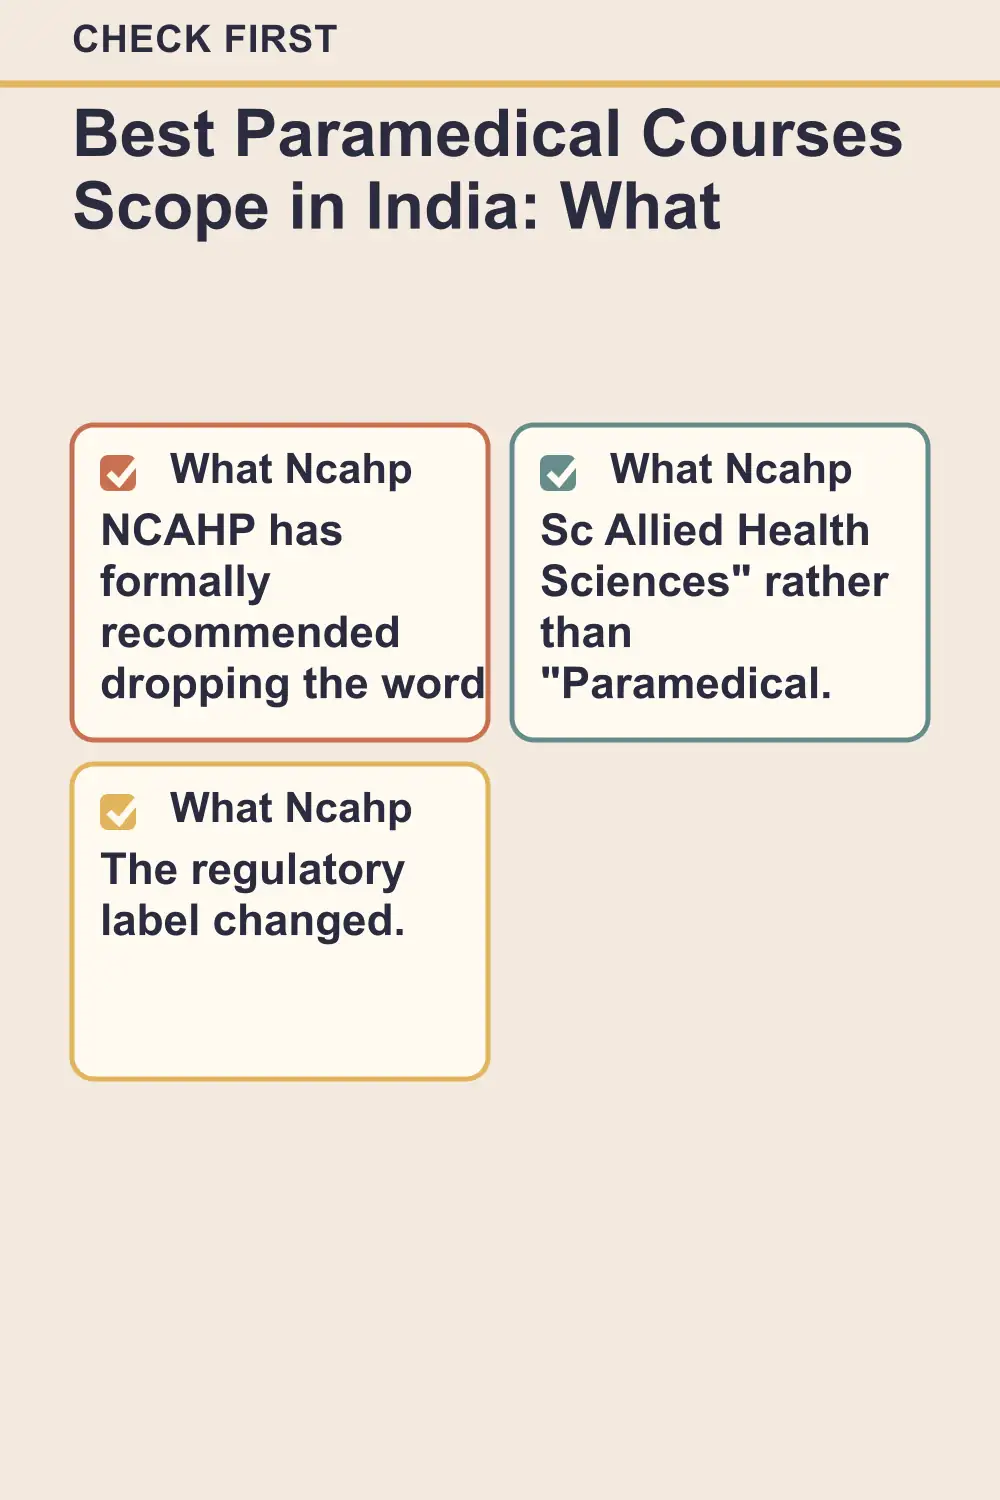 CHECK FIRST
Best Paramedical Courses
Scope in India: What
What Ncahp
NCAHP has
formally
recommended
dropping the word
What Ncahp
Sc Allied Health
Sciences" rather
than
"Paramedical.
What Ncahp
The regulatory
label changed.